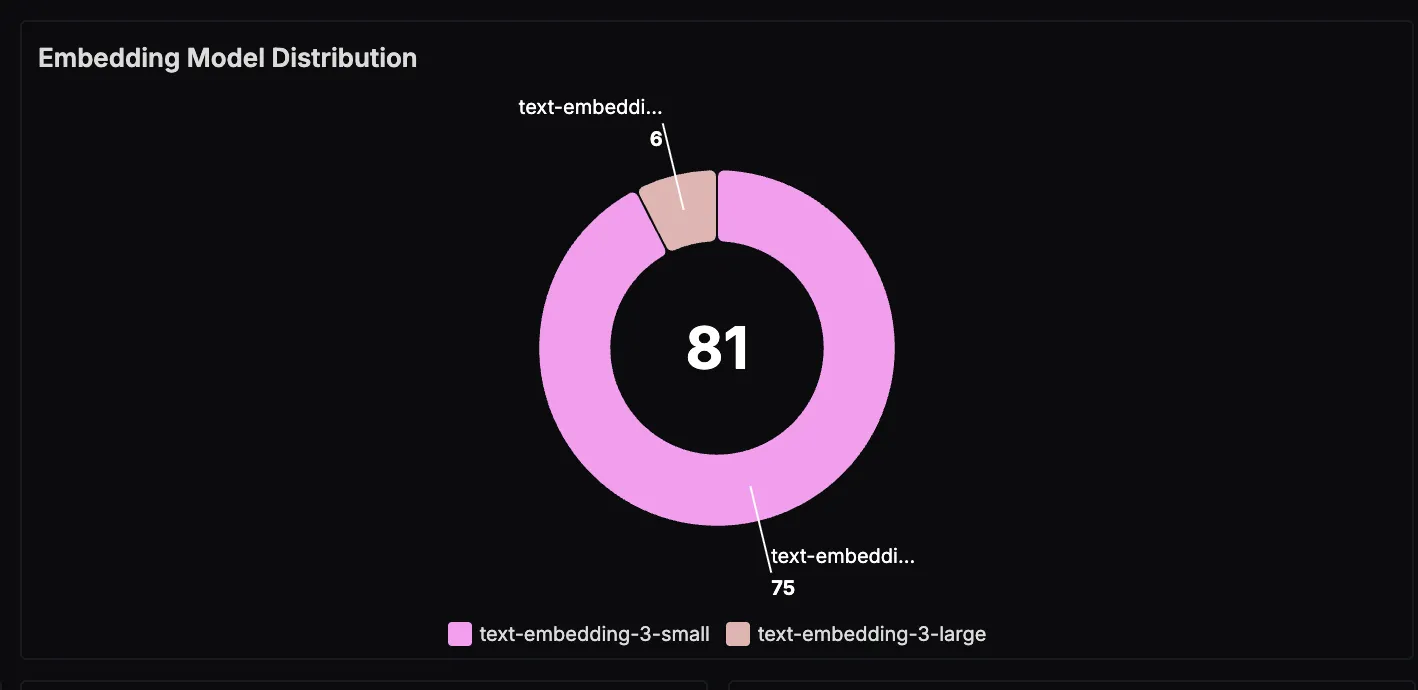 Embedding Model Distribution
text-embeddi...
6
81
text-embeddi...
75
text-embedding-3-small
text-embedding-3-large